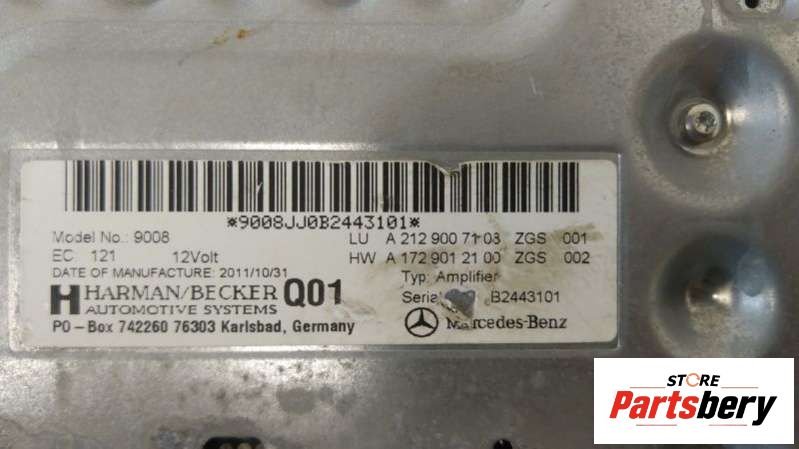 *9008JJ0B2443101*
Model No.: 9008 LU A 212 900 71 08 ZGS 001
EC 121 12Volt HW A 172 901 21 00 ZGS 002
DATE OF MANUFACTURE: 2011/10/31 Typ: Amplifier
HARMAN/BECKER Q01 B2443101
AUTOMOTIVE SYSTEMS Mercedes-Benz
PO-Box 742260 76303 Karlsbad, Germany
STORE
Partsbery